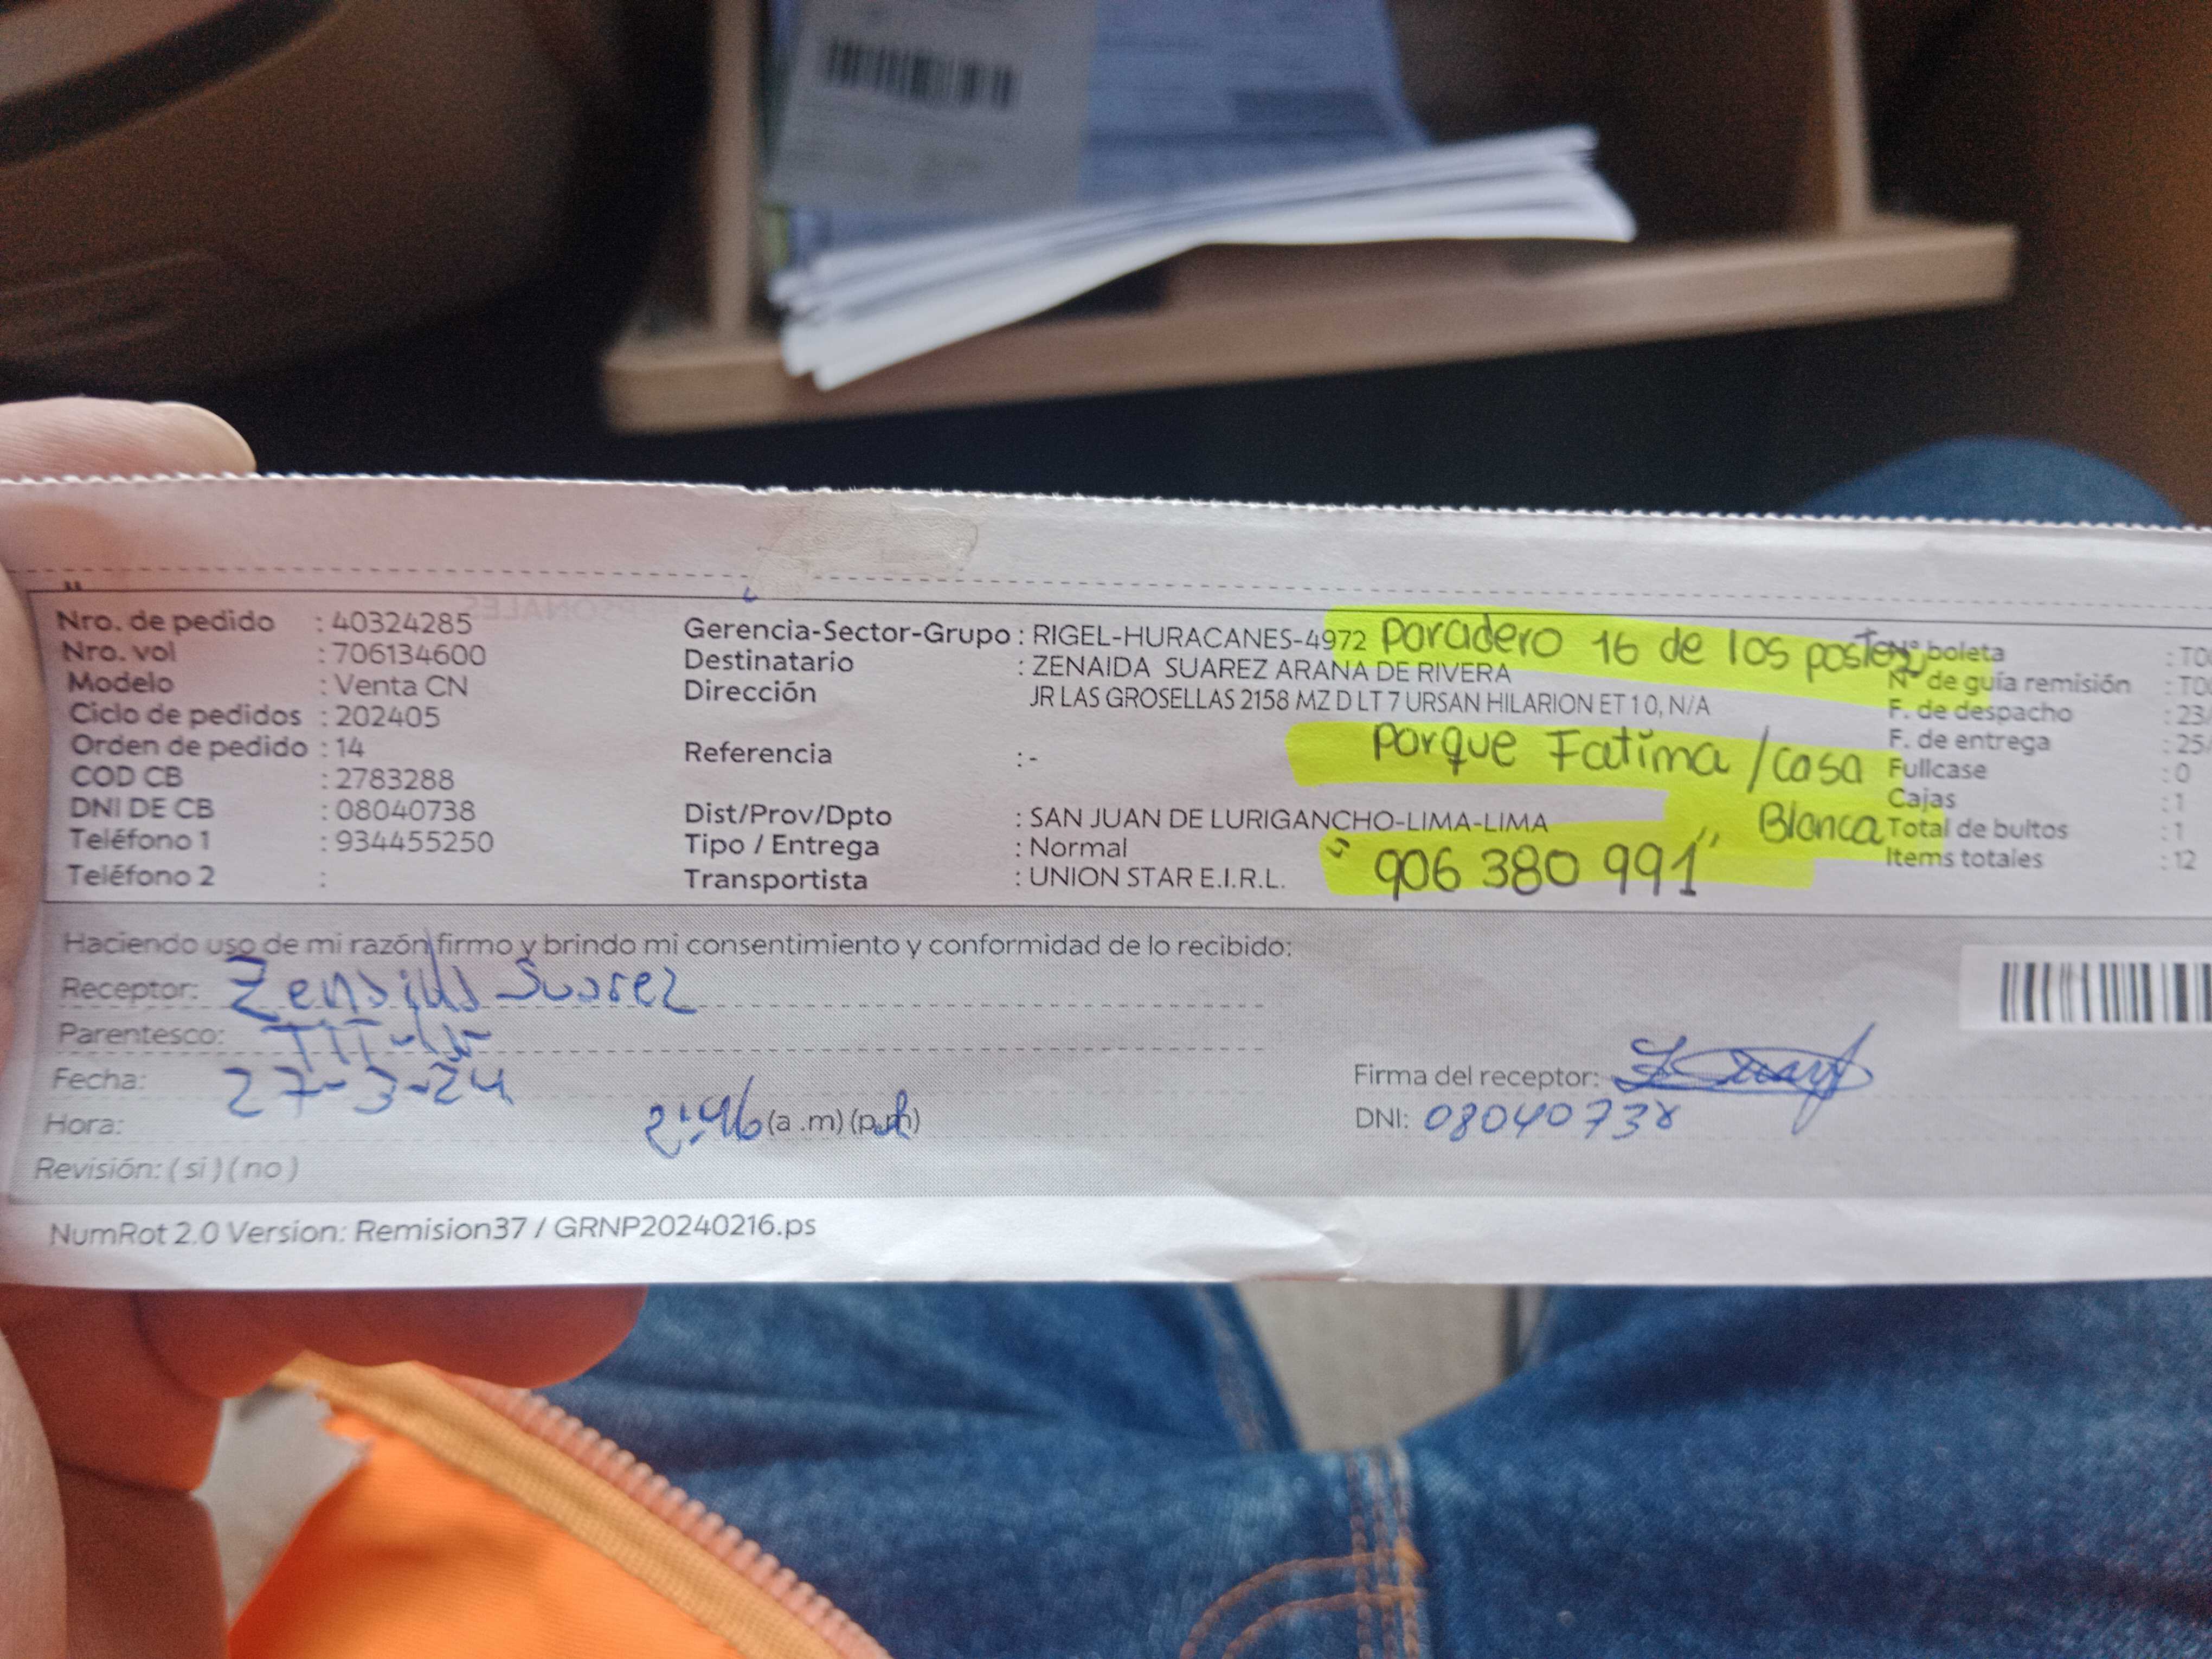 Nro. de pedido : 40324285
Nro. vol : 706134600
Modelo : Venta CN
Ciclo de pedidos : 202405
Orden de pedido : 14
COD CB : 2783288
DNI DE CB : 08040738
Teléfono 1 : 934455250
Teléfono 2 :
Gerencia-Sector-Grupo : RIGEL-HURACANES-4972
Destinatario : ZENAIDA SUAREZ ARANA DE RIVERA
Dirección JR LAS GROSELLAS 2158 MZ D LT 7 URSAN HILARION ET 1 0, N/A
Referencia : -
Dist/Prov/Dpto : SAN JUAN DE LURIGANCHO-LIMA-LIMA
Tipo / Entrega : Normal
Transportista : UNION STAR E.I.R.L.
Paradero 16 de los postes
Parque Fatima / casa
Blanca
" 906 380 991 "
N° boleta : T0
N° de guía remisión : T0
F. de despacho : 23
F. de entrega : 25
Fullcase : 0
Cajas : 1
Total de bultos : 1
Items totales : 12
Haciendo uso de mi razón firmo y brindo mi consentimiento y conformidad de lo recibido:
Receptor: Suarez
Parentesco:
Fecha: 27-3-24
Hora: 2:46 (a .m) (p.m)
Revisión: ( si ) ( no )
Firma del receptor:
DNI: 08040738
NumRot 2.0 Version: Remision37 / GRNP20240216.ps